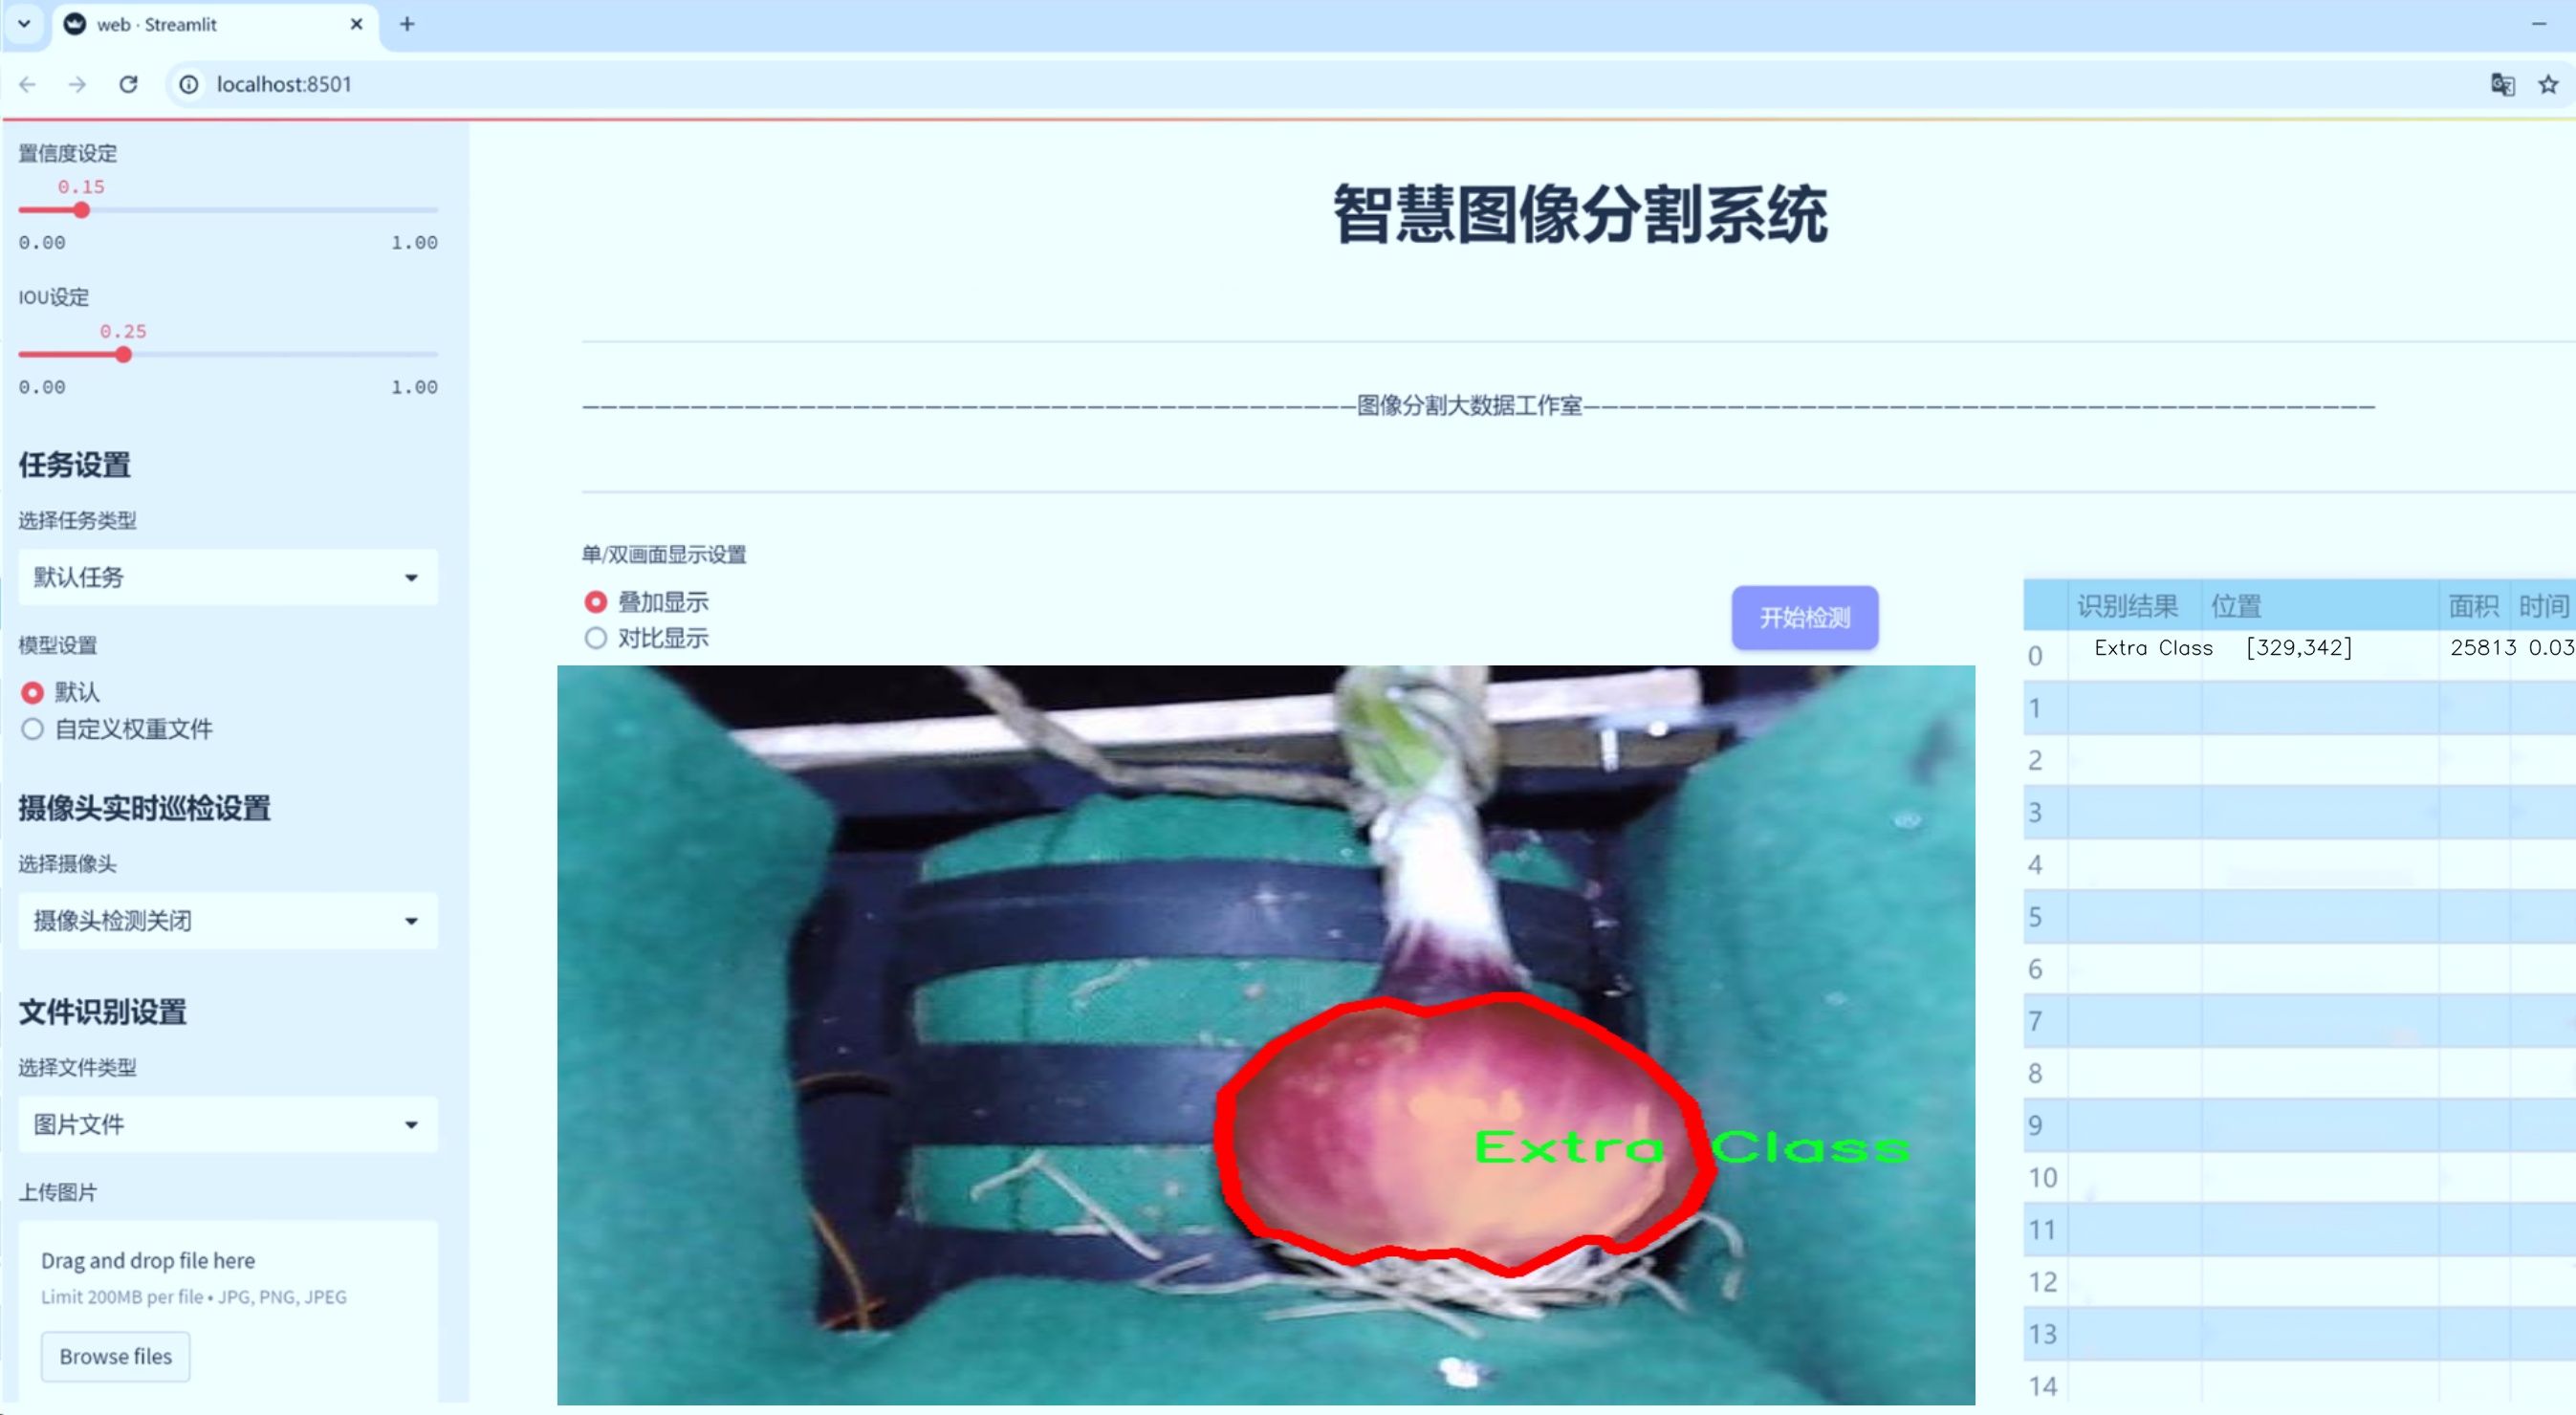 web · Streamlit
localhost:8501
置信度设定
0.15
0.00 1.00
IOU设定
0.25
0.00 1.00
任务设置
选择任务类型
默认任务
模型设置
默认
自定义权重文件
摄像头实时巡检设置
选择摄像头
摄像头检测关闭
文件识别设置
选择文件类型
图片文件
上传图片
Drag and drop file here
Limit 200MB per file • JPG, PNG, JPEG
Browse files
智慧图像分割系统
图像分割大数据工作室
单/双画面显示设置
叠加显示
对比显示
开始检测
Extra Class
识别结果 位置 面积 时间
0 Extra Class [329,342] 25813 0.03
1
2
3
4
5
6
7
8
9
10
11
12
13
14